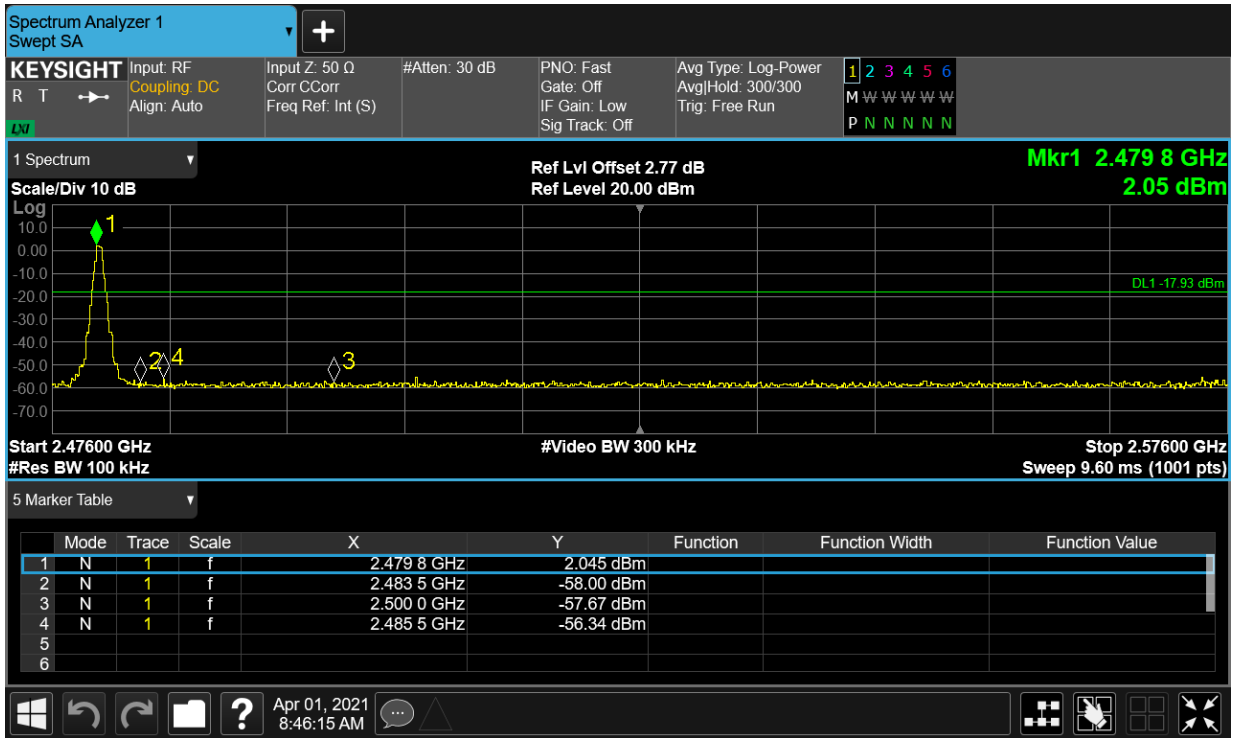 Spectrum Analyzer 1
Swept SA
+
KEYSIGHT
R T
LXI
Input: RF
Coupling: DC
Align: Auto
Input Z: 50 Ω
Corr CCorr
Freq Ref: Int (S)
#Atten: 30 dB
PNO: Fast
Gate: Off
IF Gain: Low
Sig Track: Off
Avg Type: Log-Power
Avg|Hold: 300/300
Trig: Free Run
1 2 3 4 5 6
M W W W W W
P N N N N N
1 Spectrum
Scale/Div 10 dB
Ref Lvl Offset 2.77 dB
Ref Level 20.00 dBm
Mkr1 2.479 8 GHz
2.05 dBm
Log
10.0
0.00
-10.0
-20.0
-30.0
-40.0
-50.0
-60.0
-70.0
1
DL1 -17.93 dBm
2 4 3
Start 2.47600 GHz
#Res BW 100 kHz
#Video BW 300 kHz
Stop 2.57600 GHz
Sweep 9.60 ms (1001 pts)
5 Marker Table
Mode Trace Scale X Y Function Function Width Function Value
1 N 1 f 2.479 8 GHz 2.045 dBm
2 N 1 f 2.483 5 GHz -58.00 dBm
3 N 1 f 2.500 0 GHz -57.67 dBm
4 N 1 f 2.485 5 GHz -56.34 dBm
5
6
?
Apr 01, 2021
8:46:15 AM